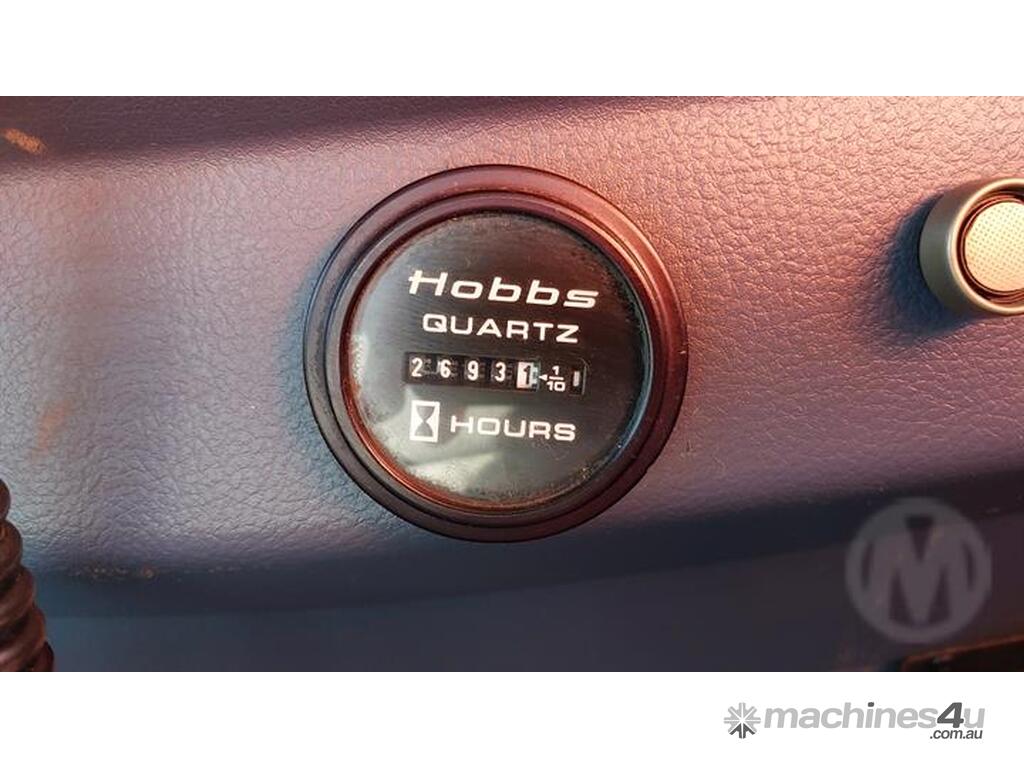 Hobbs
QUARTZ
26931 1/10
HOURS
M
machines4u
.com.au